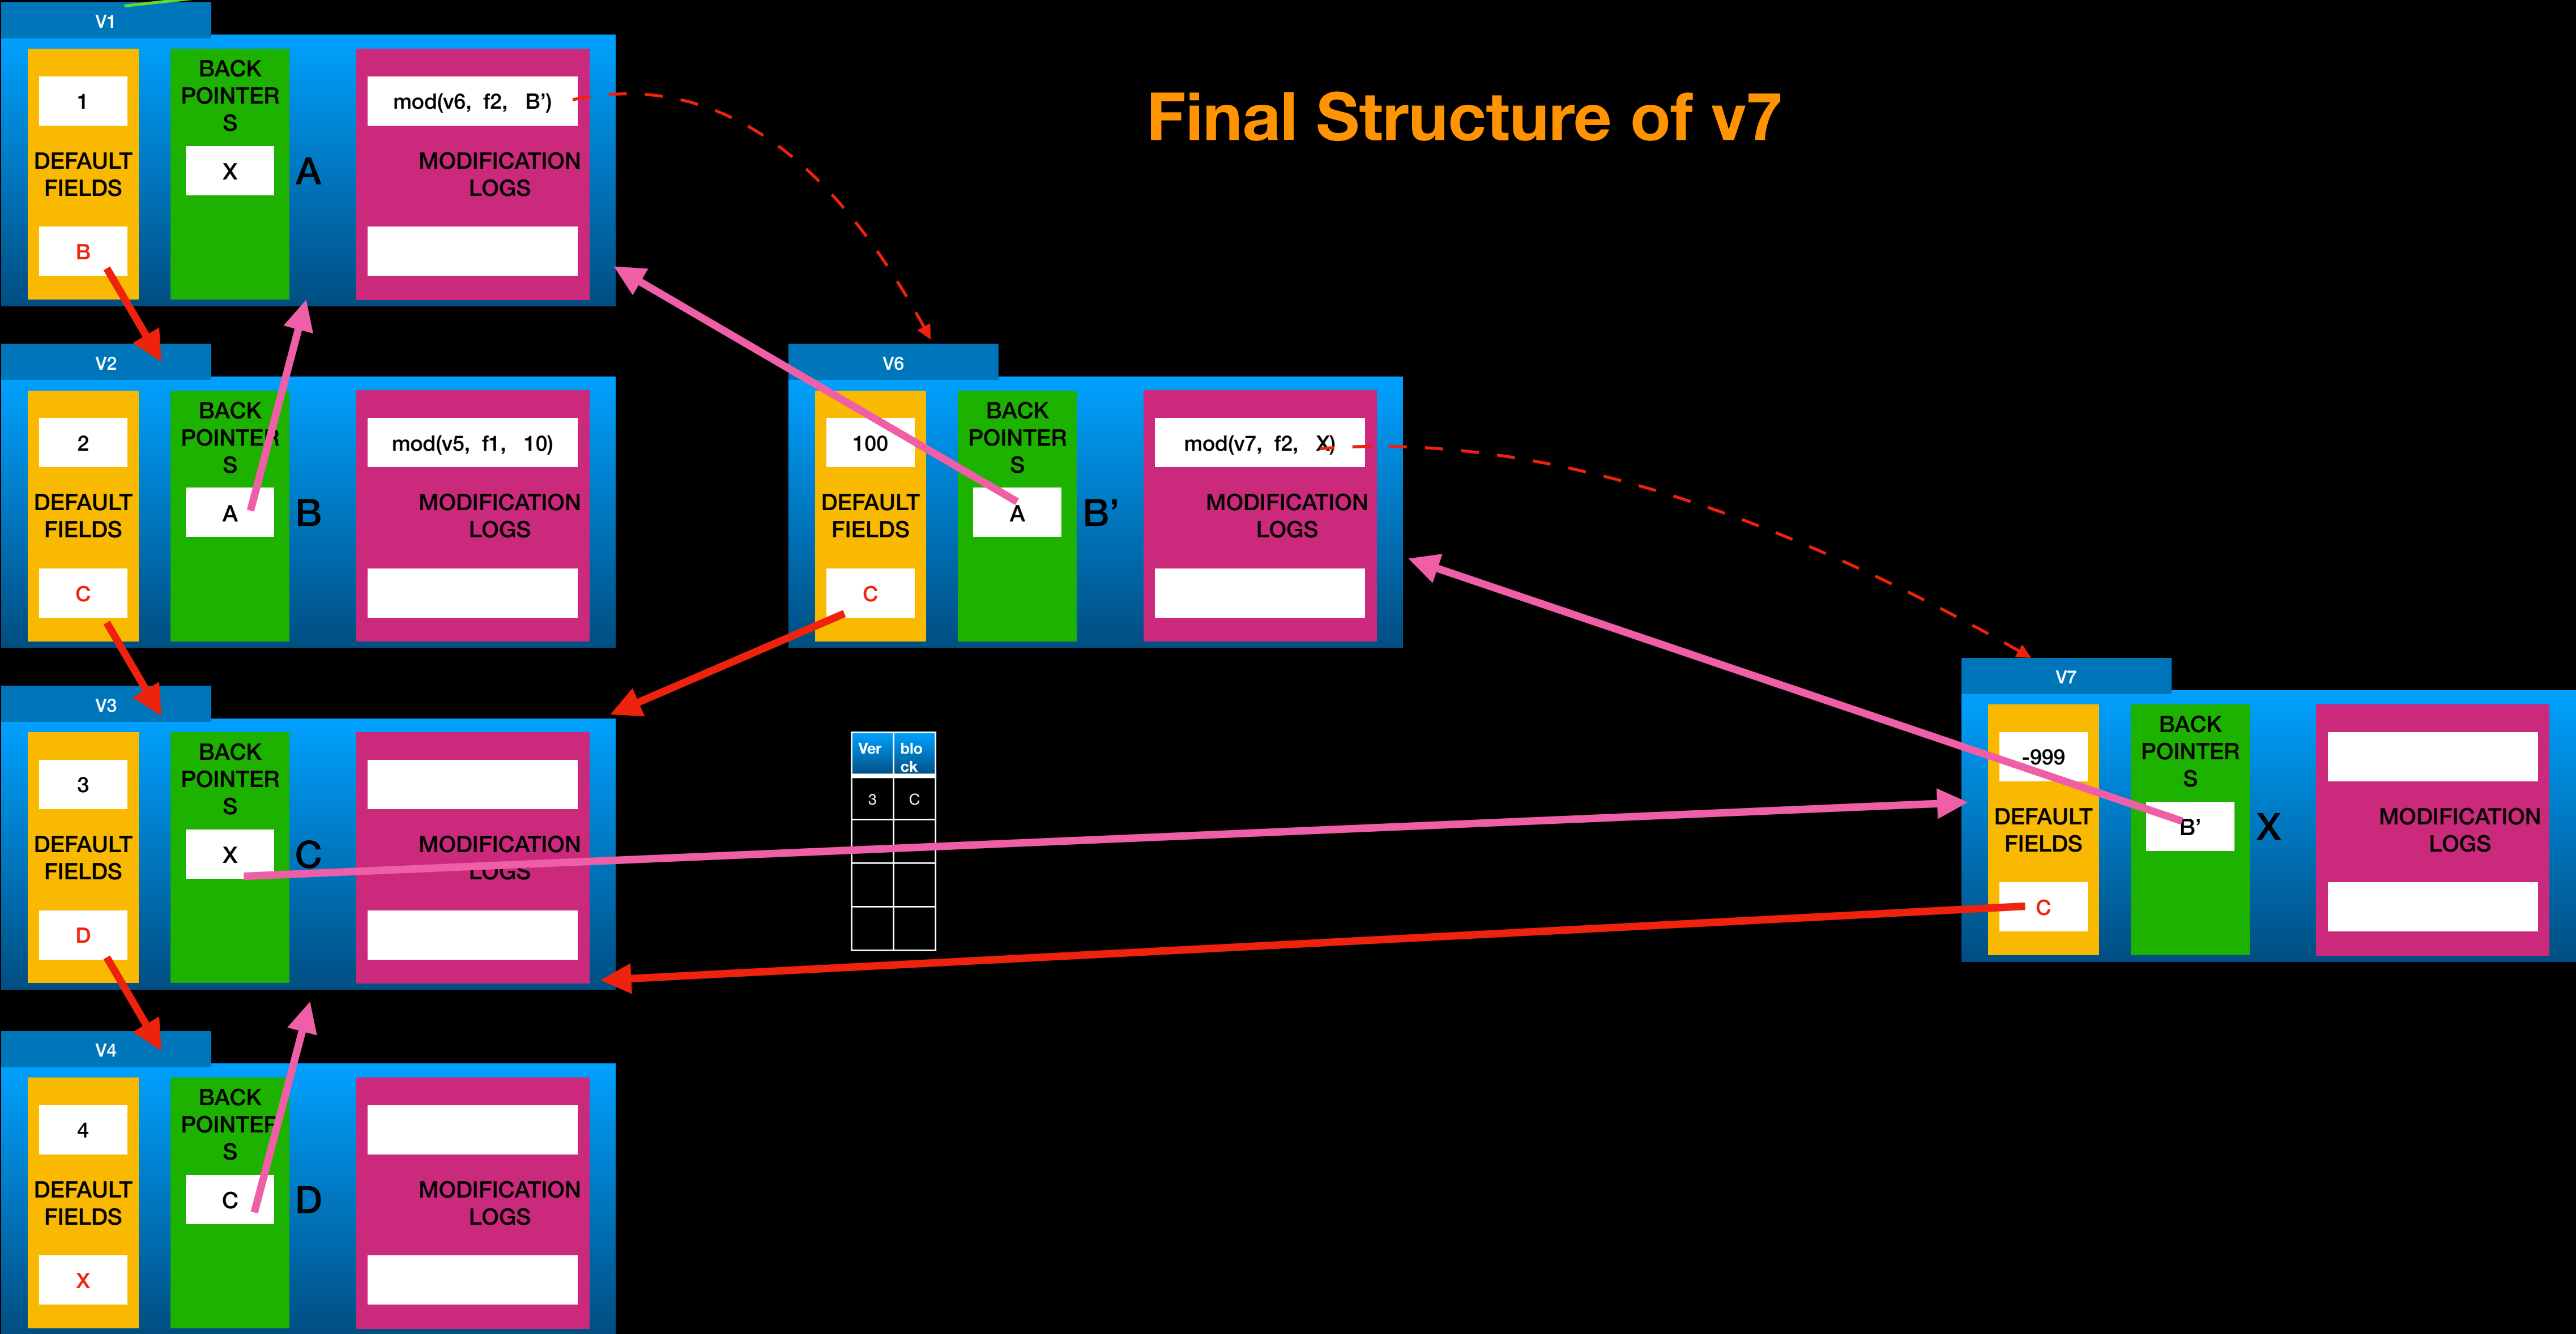 Final Structure of v7
V1
1
DEFAULT
FIELDS
B
BACK
POINTER
S
X
A
mod(v6, f2, B’)
MODIFICATION
LOGS
V2
2
DEFAULT
FIELDS
C
BACK
POINTER
S
A
B
mod(v5, f1, 10)
MODIFICATION
LOGS
V6
100
DEFAULT
FIELDS
C
BACK
POINTER
S
A
B’
mod(v7, f2, X)
MODIFICATION
LOGS
V3
3
DEFAULT
FIELDS
D
BACK
POINTER
S
X
C
MODIFICATION
LOGS
Ver
blo
ck
3
C
V7
-999
DEFAULT
FIELDS
C
BACK
POINTER
S
B’
X
MODIFICATION
LOGS
V4
4
DEFAULT
FIELDS
X
BACK
POINTER
S
C
D
MODIFICATION
LOGS